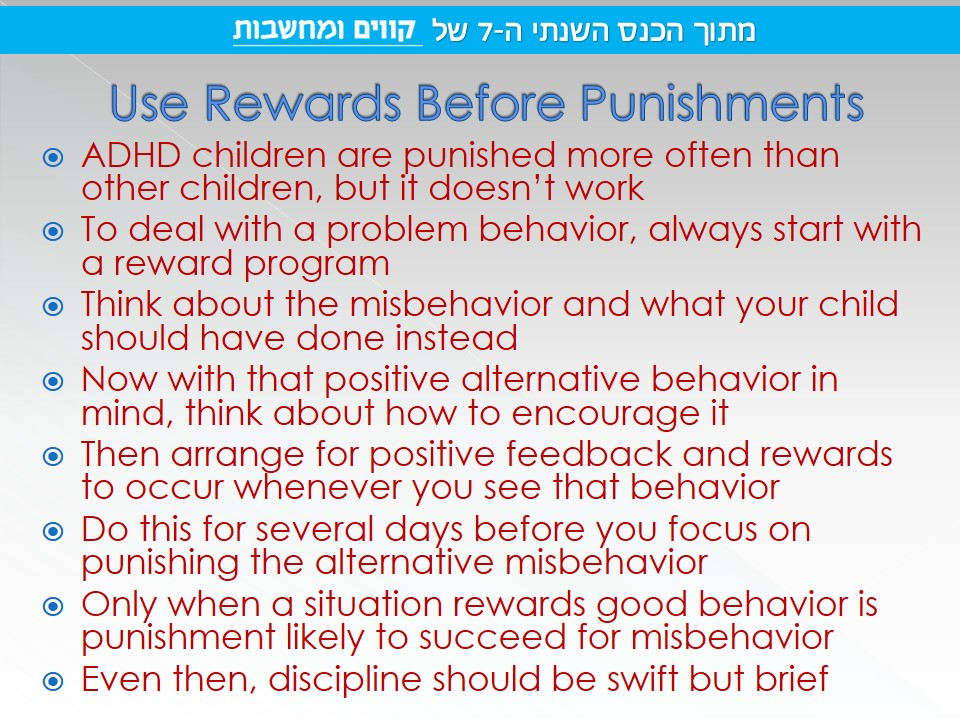 מתוך הכנס השנתי ה-7 של קווים ומחשבות
Use Rewards Before Punishments
ADHD children are punished more often than
other children, but it doesn’t work
To deal with a problem behavior, always start with
a reward program
Think about the misbehavior and what your child
should have done instead
Now with that positive alternative behavior in
mind, think about how to encourage it
Then arrange for positive feedback and rewards
to occur whenever you see that behavior
Do this for several days before you focus on
punishing the alternative misbehavior
Only when a situation rewards good behavior is
punishment likely to succeed for misbehavior
Even then, discipline should be swift but brief